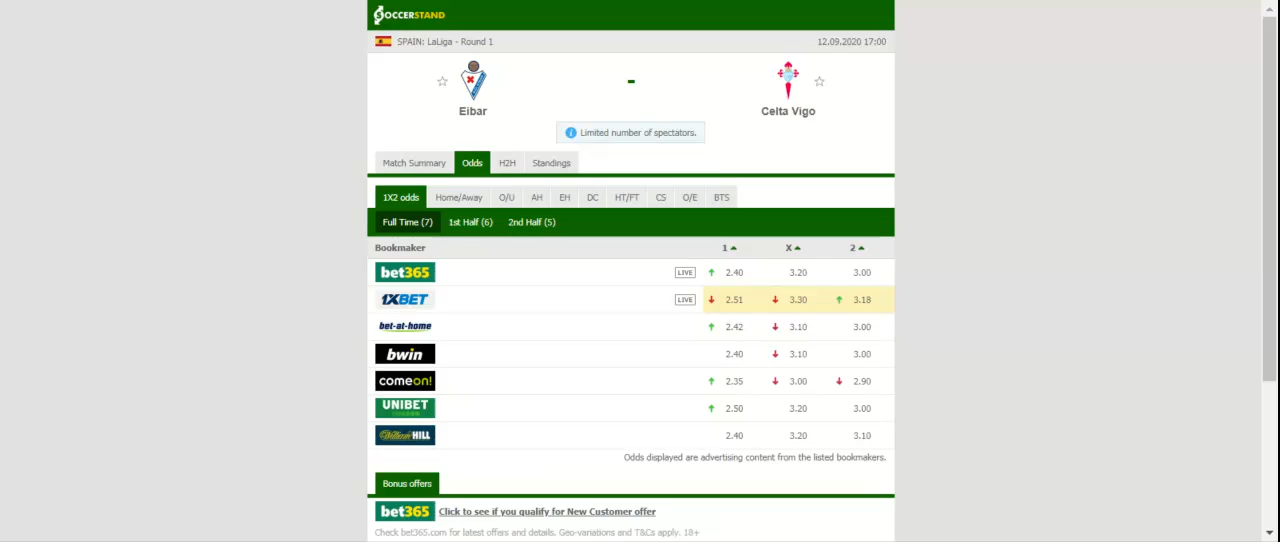 SOCCERSTAND
SPAIN: LaLiga - Round 1 12.09.2020 17:00
-
Eibar Celta Vigo
Limited number of spectators.
Match Summary Odds H2H Standings
1X2 odds Home/Away O/U AH EH DC HT/FT CS O/E BTS
Full Time (7) 1st Half (6) 2nd Half (5)
Bookmaker 1 X 2
bet365 LIVE 2.40 3.20 3.00
1XBET LIVE 2.51 3.30 3.18
bet-at-home 2.42 3.10 3.00
bwin 2.40 3.10 3.00
comeon! 2.35 3.00 2.90
UNIBET 2.50 3.20 3.00
William HILL 2.40 3.20 3.10
Odds displayed are advertising content from the listed bookmakers.
Bonus offers
bet365 Click to see if you qualify for New Customer offer
Check bet365.com for latest offers and details. Geo-variations and T&Cs apply. 18+